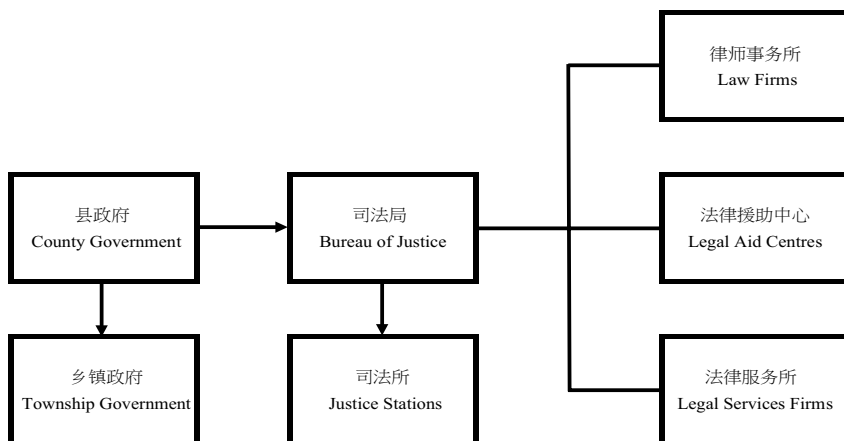 律师事务所
Law Firms
县政府
County Government
司法局
Bureau of Justice
法律援助中心
Legal Aid Centres
乡镇政府
Township Government
司法所
Justice Stations
法律服务所
Legal Services Firms